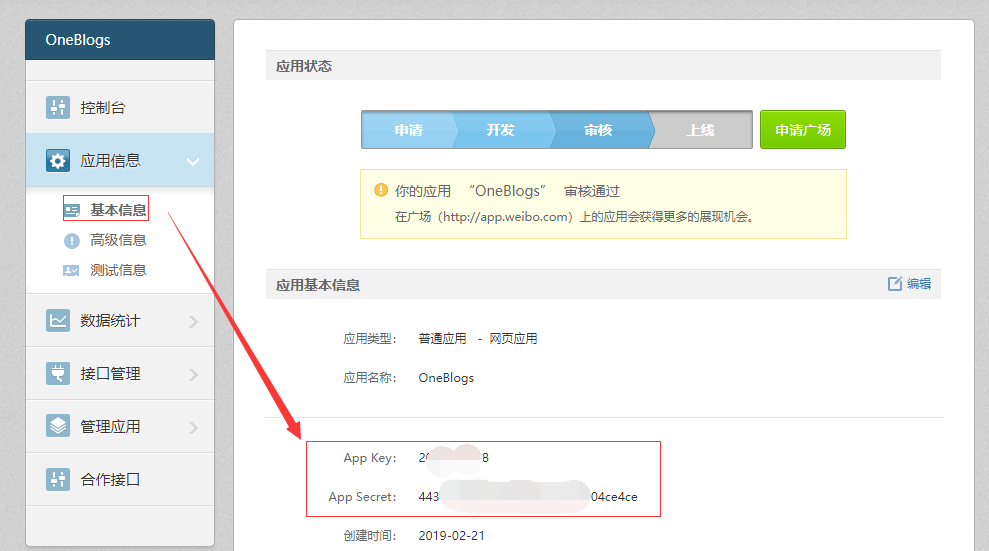 OneBlogs
控制台
应用信息
基本信息
高级信息
测试信息
数据统计
接口管理
管理应用
合作接口
应用状态
申请 开发 审核 上线 申请广场
你的应用 “OneBlogs” 审核通过
在广场（http://app.weibo.com）上的应用会获得更多的展现机会。
应用基本信息 编辑
应用类型： 普通应用 - 网页应用
应用名称： OneBlogs
App Key: 8
App Secret: 443 04ce4ce
创建时间： 2019-02-21